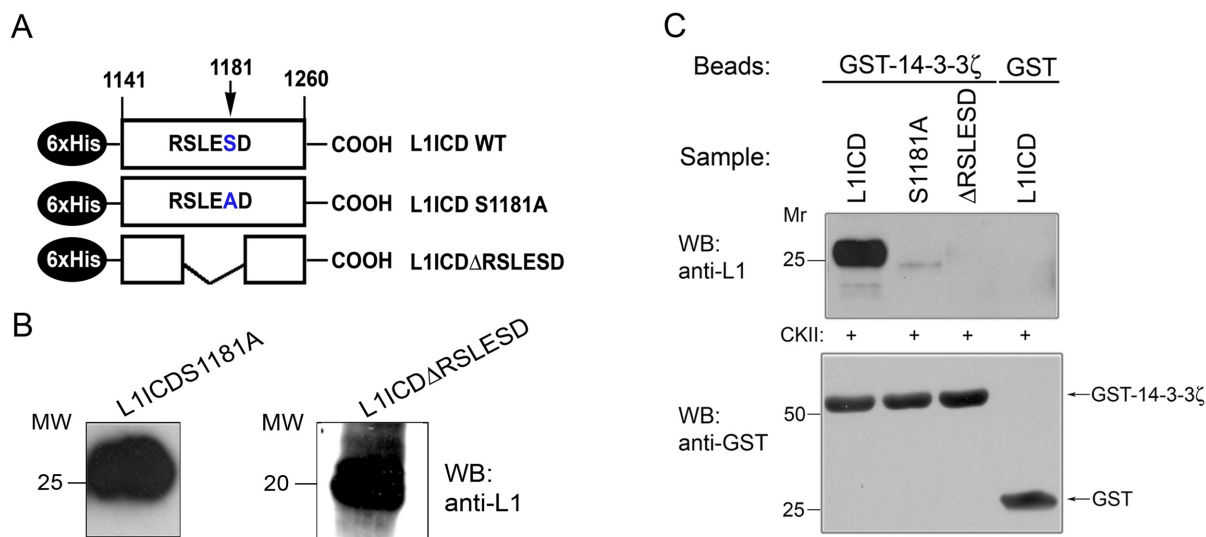 A
1141 1181 1260
6xHis RSLESD COOH L1ICD WT
6xHis RSLEAD COOH L1ICD S1181A
6xHis COOH L1ICDΔRSLESD
B
L1ICDS1181A
MW
25
L1ICDΔRSLESD
MW
20
WB:
anti-L1
C
Beads: GST-14-3-3ζ GST
Sample: L1ICD S1181A ΔRSLESD L1ICD
Mr
WB:
anti-L1
25
CKII: + + + +
WB:
anti-GST
50
25
GST-14-3-3ζ
GST